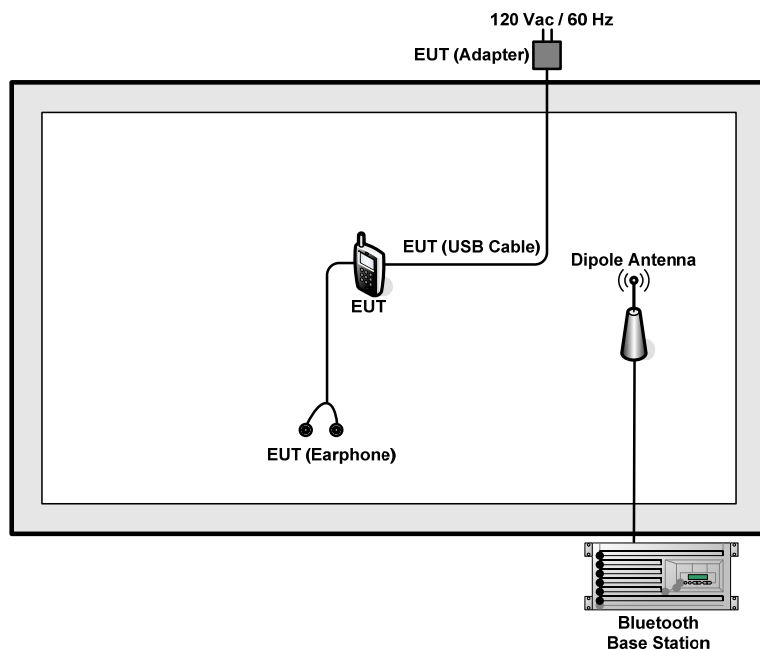 120 Vac / 60 Hz
EUT (Adapter)
EUT (USB Cable)
Dipole Antenna
EUT
EUT (Earphone)
Bluetooth
Base Station